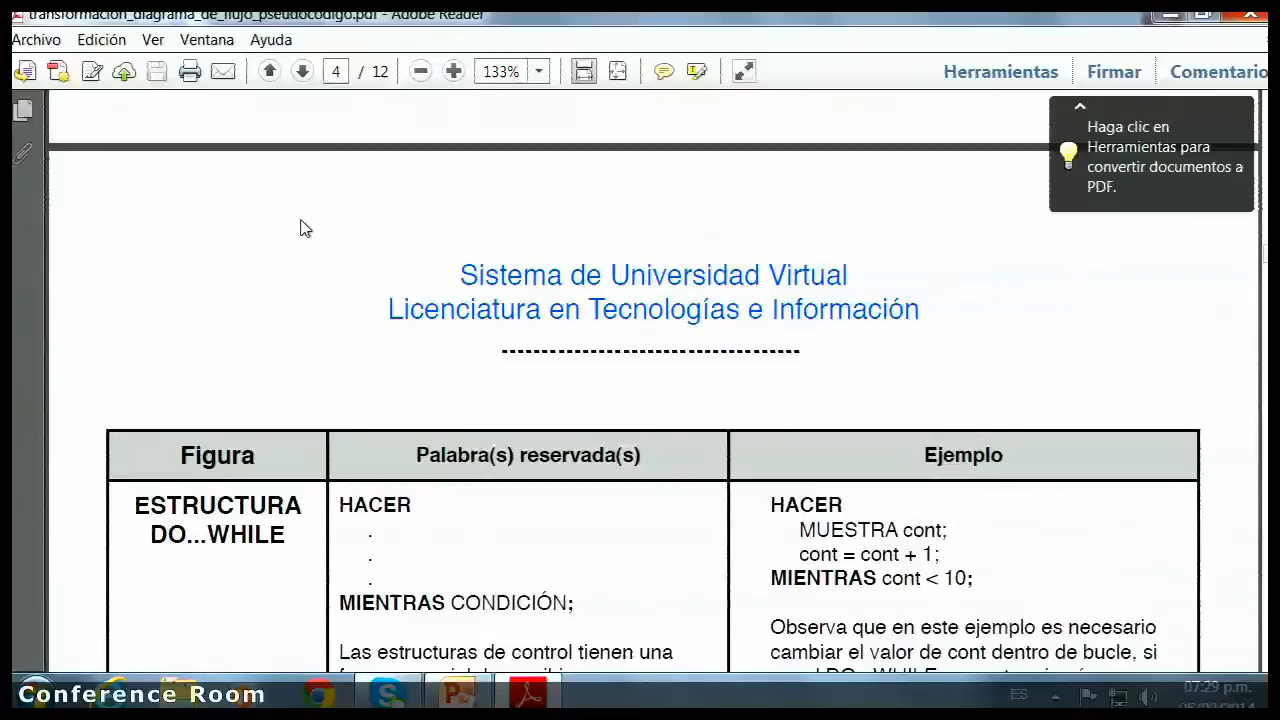 transformacion_diagrama_de_flujo_pseudocodigo.pdf - Adobe Reader
Archivo Edición Ver Ventana Ayuda
4 / 12 133% Herramientas Firmar Comentario
Haga clic en
Herramientas para
convertir documentos a
PDF.
Sistema de Universidad Virtual
Licenciatura en Tecnologías e Información
Figura Palabra(s) reservada(s) Ejemplo
ESTRUCTURA
DO...WHILE
HACER
.
.
.
MIENTRAS CONDICIÓN;
Las estructuras de control tienen una
HACER
MUESTRA cont;
cont = cont + 1;
MIENTRAS cont < 10;
Observa que en este ejemplo es necesario
cambiar el valor de cont dentro de bucle, si
Conference Room
ES 07:29 p.m.